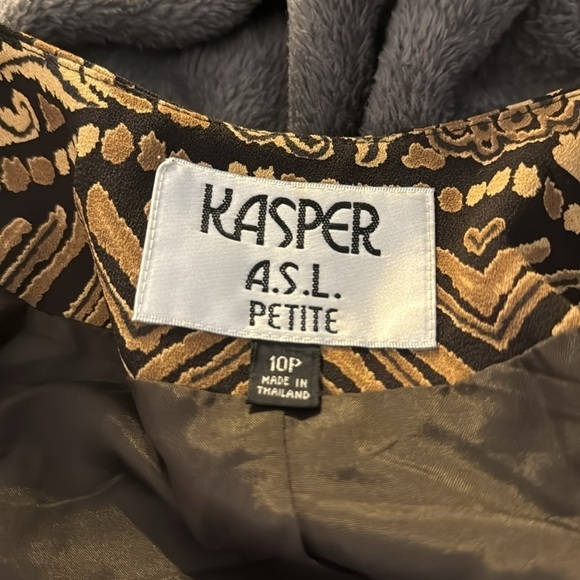 KASPER
A.S.L.
PETITE
10P
MADE IN
THAILAND